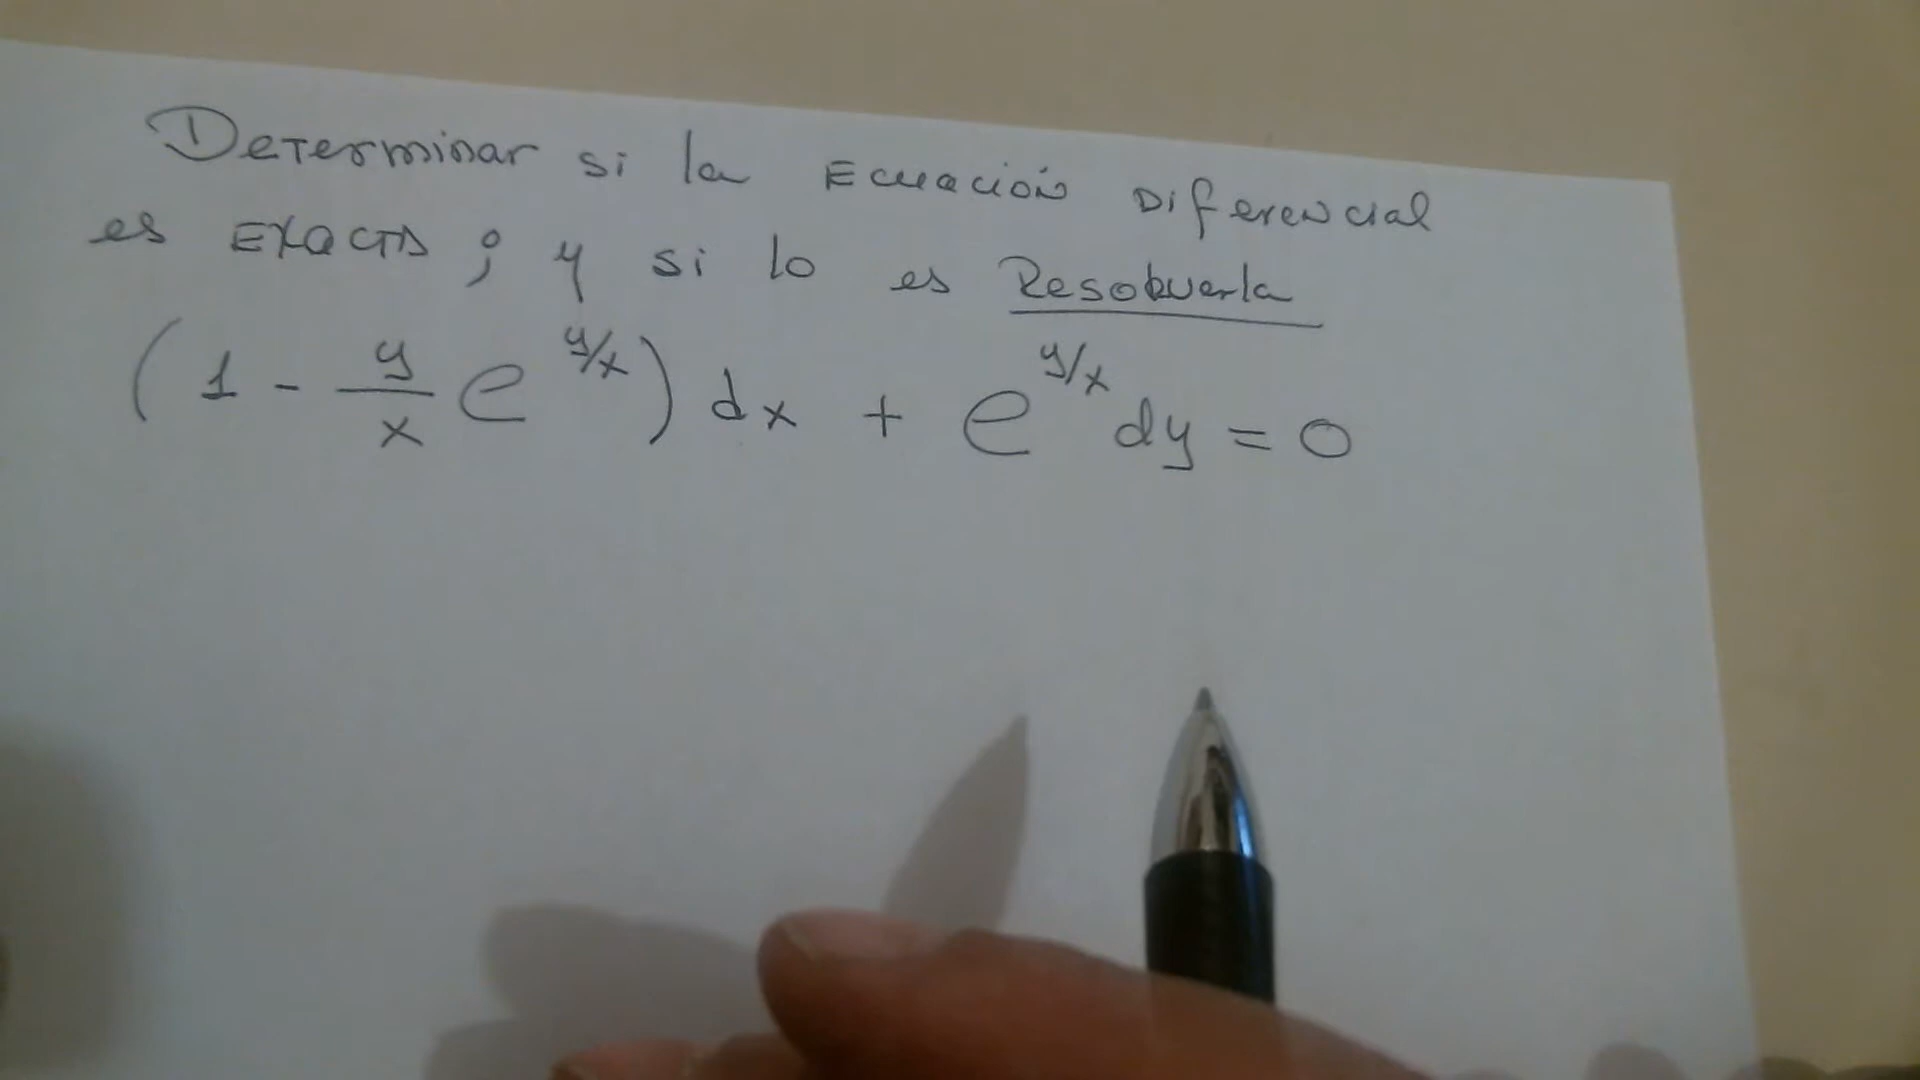 Determinar si la Ecuación Diferencial
es EXACTA ; y si lo es Resolverla
(1 - y/x e^{y/x}) dx + e^{y/x} dy = 0